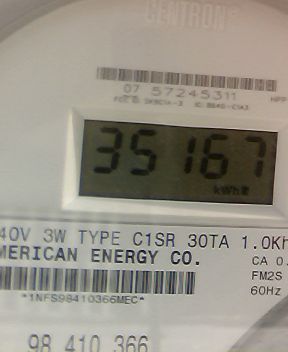 CENTRON®
07 57245311
35167
kWh
40V 3W TYPE C1SR 30TA 1.0Kh
MERICAN ENERGY CO.
CA 0.
FM2S
60Hz
*1NFS98410366MEC*
98 410 366